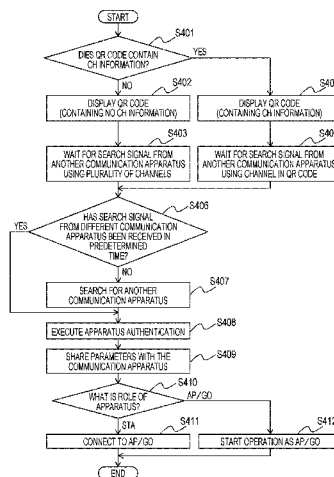 START
S401
DIES QR CODE CONTAIN
CH INFORMATION?
YES
NO
S402
DISPLAY QR CODE
(CONTAINING NO CH INFORMATION)
S40
DISPLAY QR CODE
(CONTAINING CH INFORMATION)
S403
WAIT FOR SEARCH SIGNAL FROM
ANOTHER COMMUNICATION APPARATUS
USING PLURALITY OF CHANNELS
S40
WAIT FOR SEARCH SIGNAL FROM
ANOTHER COMMUNICATION APPARATUS
USING CHANNEL IN QR CODE
S406
YES
HAS SEARCH SIGNAL
FROM DIFFERENT COMMUNICATION
APPARATUS BEEN RECEIVED IN
PREDETERMINED
TIME?
NO
S407
SEARCH FOR ANOTHER
COMMUNICATION APPARATUS
S408
EXECUTE APPARATUS AUTHENTICATION
S409
SHARE PARAMETERS WITH THE
COMMUNICATION APPARATUS
S410
WHAT IS ROLE OF
APPARATUS?
AP/GO
STA
S411
CONNECT TO AP/GO
S412
START OPERATION AS AP/GO
END